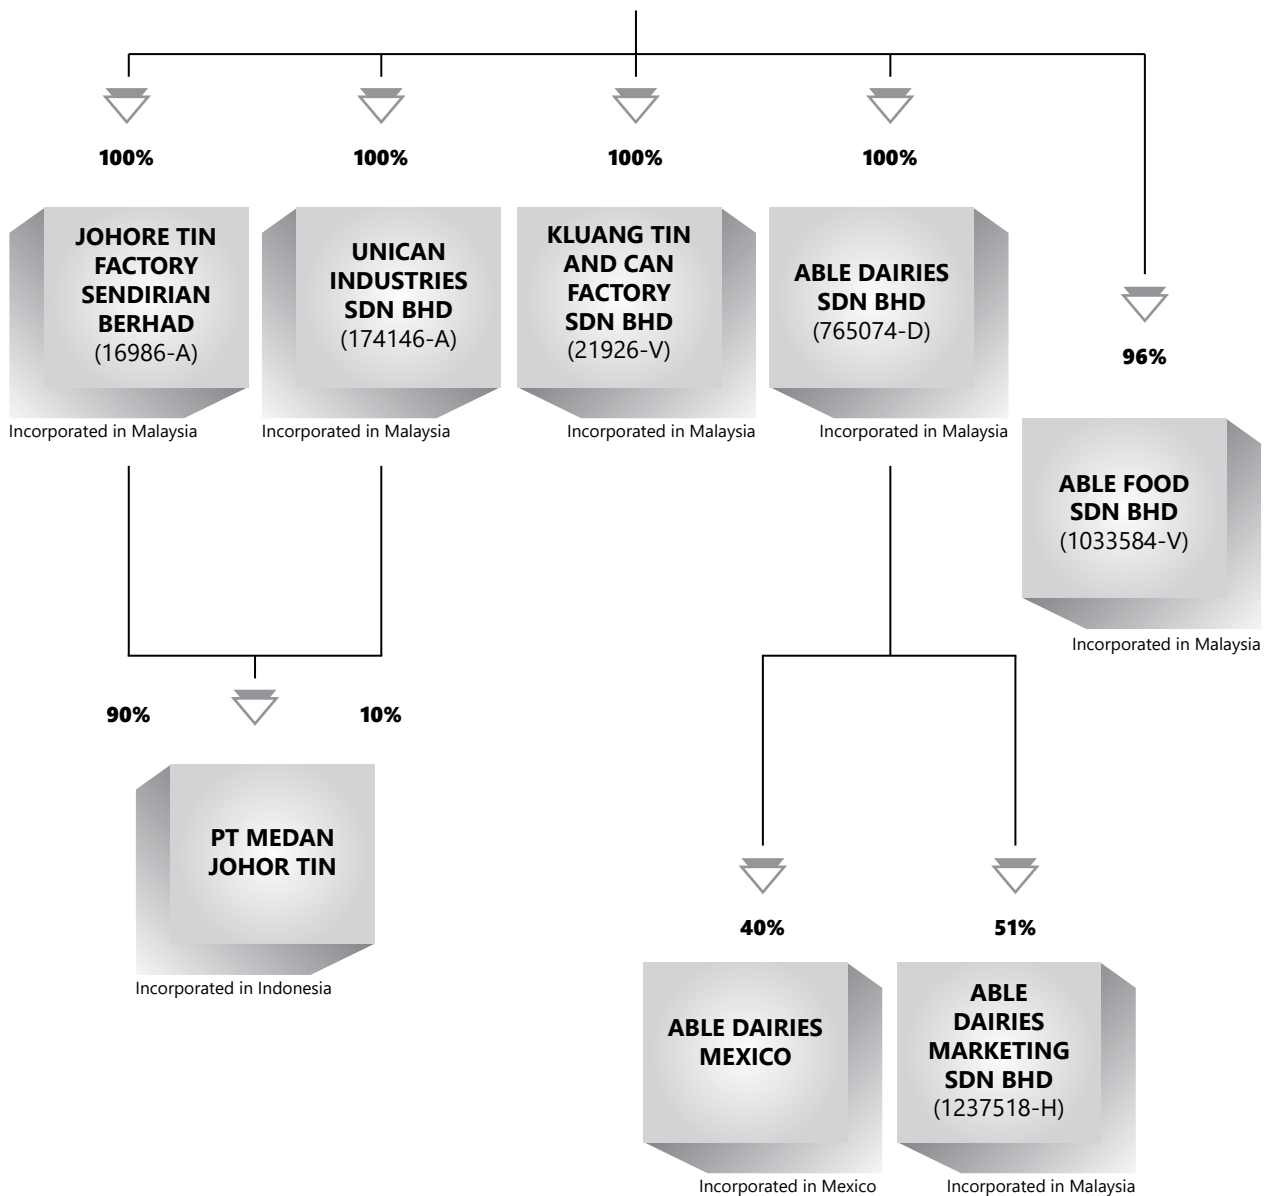 100%
100%
100%
100%
JOHORE TIN
FACTORY
SENDIRIAN
BERHAD
(16986-A)
Incorporated in Malaysia
UNICAN
INDUSTRIES
SDN BHD
(174146-A)
Incorporated in Malaysia
KLUANG TIN
AND CAN
FACTORY
SDN BHD
(21926-V)
Incorporated in Malaysia
ABLE DAIRIES
SDN BHD
(765074-D)
Incorporated in Malaysia
96%
ABLE FOOD
SDN BHD
(1033584-V)
Incorporated in Malaysia
90%
10%
PT MEDAN
JOHOR TIN
Incorporated in Indonesia
40%
51%
ABLE DAIRIES
MEXICO
Incorporated in Mexico
ABLE
DAIRIES
MARKETING
SDN BHD
(1237518-H)
Incorporated in Malaysia